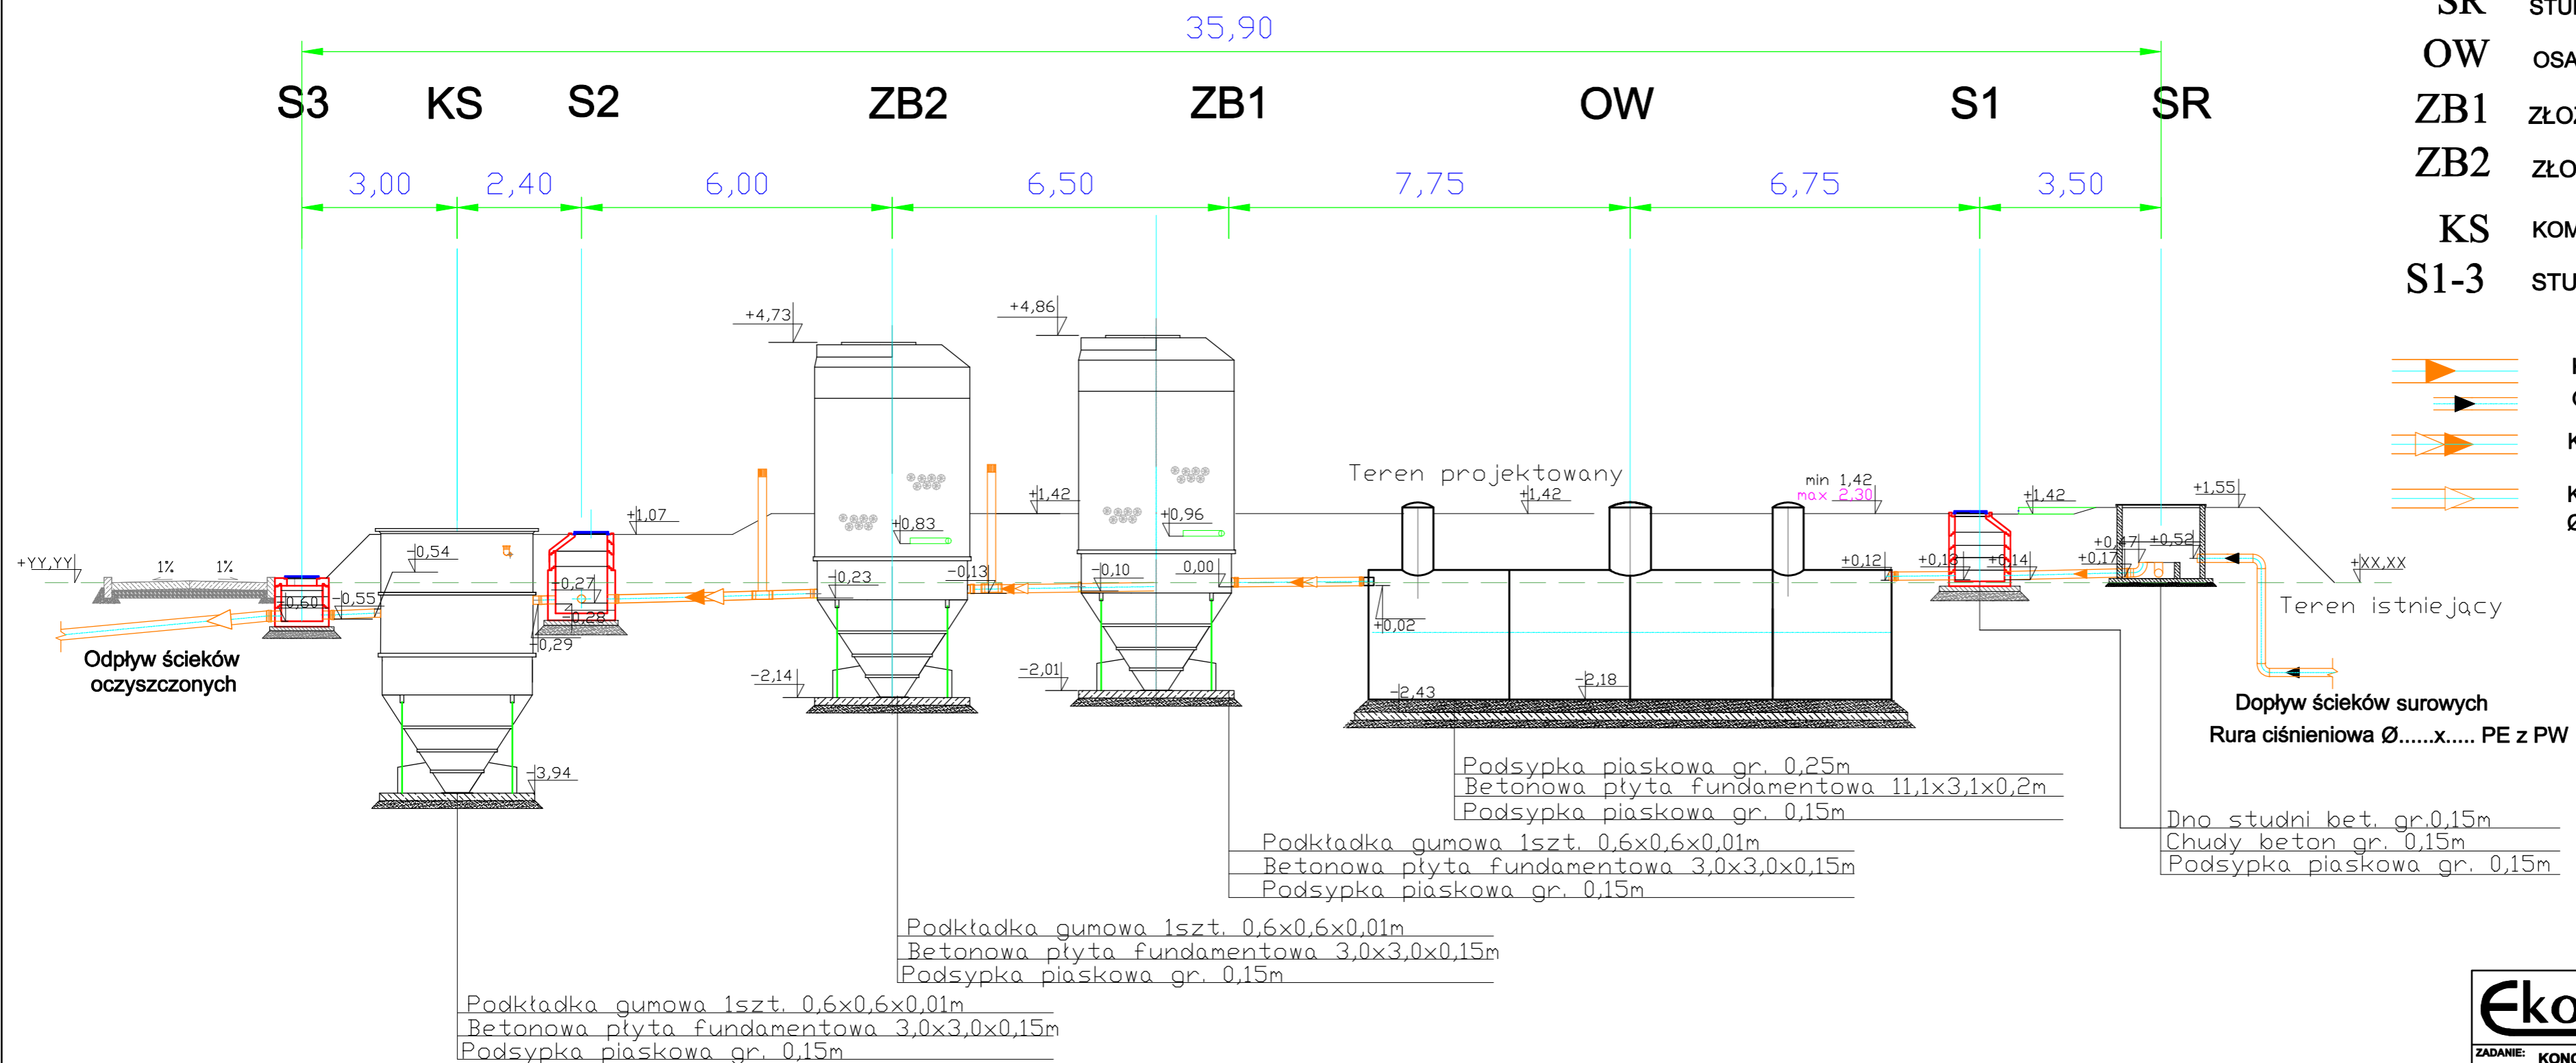 35,90
S3 KS S2 ZB2 ZB1 OW S1 SR
3,00 2,40 6,00 6,50 7,75 6,75 3,50
SR
OW
ZB1
ZB2
KS
S1-3
+4,73
+4,86
Teren projektowany
min 1,42
max 2,30
+1,42
+1,42
+1,42
+1,55
+1,07
+0,83
+0,96
+YY,YY
1% 1%
-0,54
-0,27
-0,28
-0,29
-0,60
-0,55
-0,23
-0,13
-0,10
0,00
+0,02
+0,12
+0,13
+0,14
+0,17
+0,47
+0,52
+XX,XX
Teren istniejący
Odpływ ścieków
oczyszczonych
-2,14
-2,01
-2,43
-2,18
-3,94
Dopływ ścieków surowych
Rura ciśnieniowa Ø......x..... PE z PW
Podsypka piaskowa gr. 0,25m
Betonowa płyta fundamentowa 11,1x3,1x0,2m
Podsypka piaskowa gr. 0,15m
Dno studni bet. gr.0,15m
Chudy beton gr. 0,15m
Podsypka piaskowa gr. 0,15m
Podkładka gumowa 1szt. 0,6x0,6x0,01m
Betonowa płyta fundamentowa 3,0x3,0x0,15m
Podsypka piaskowa gr. 0,15m
Podkładka gumowa 1szt. 0,6x0,6x0,01m
Betonowa płyta fundamentowa 3,0x3,0x0,15m
Podsypka piaskowa gr. 0,15m
Podkładka gumowa 1szt. 0,6x0,6x0,01m
Betonowa płyta fundamentowa 3,0x3,0x0,15m
Podsypka piaskowa gr. 0,15m
Eko
ZADANIE: